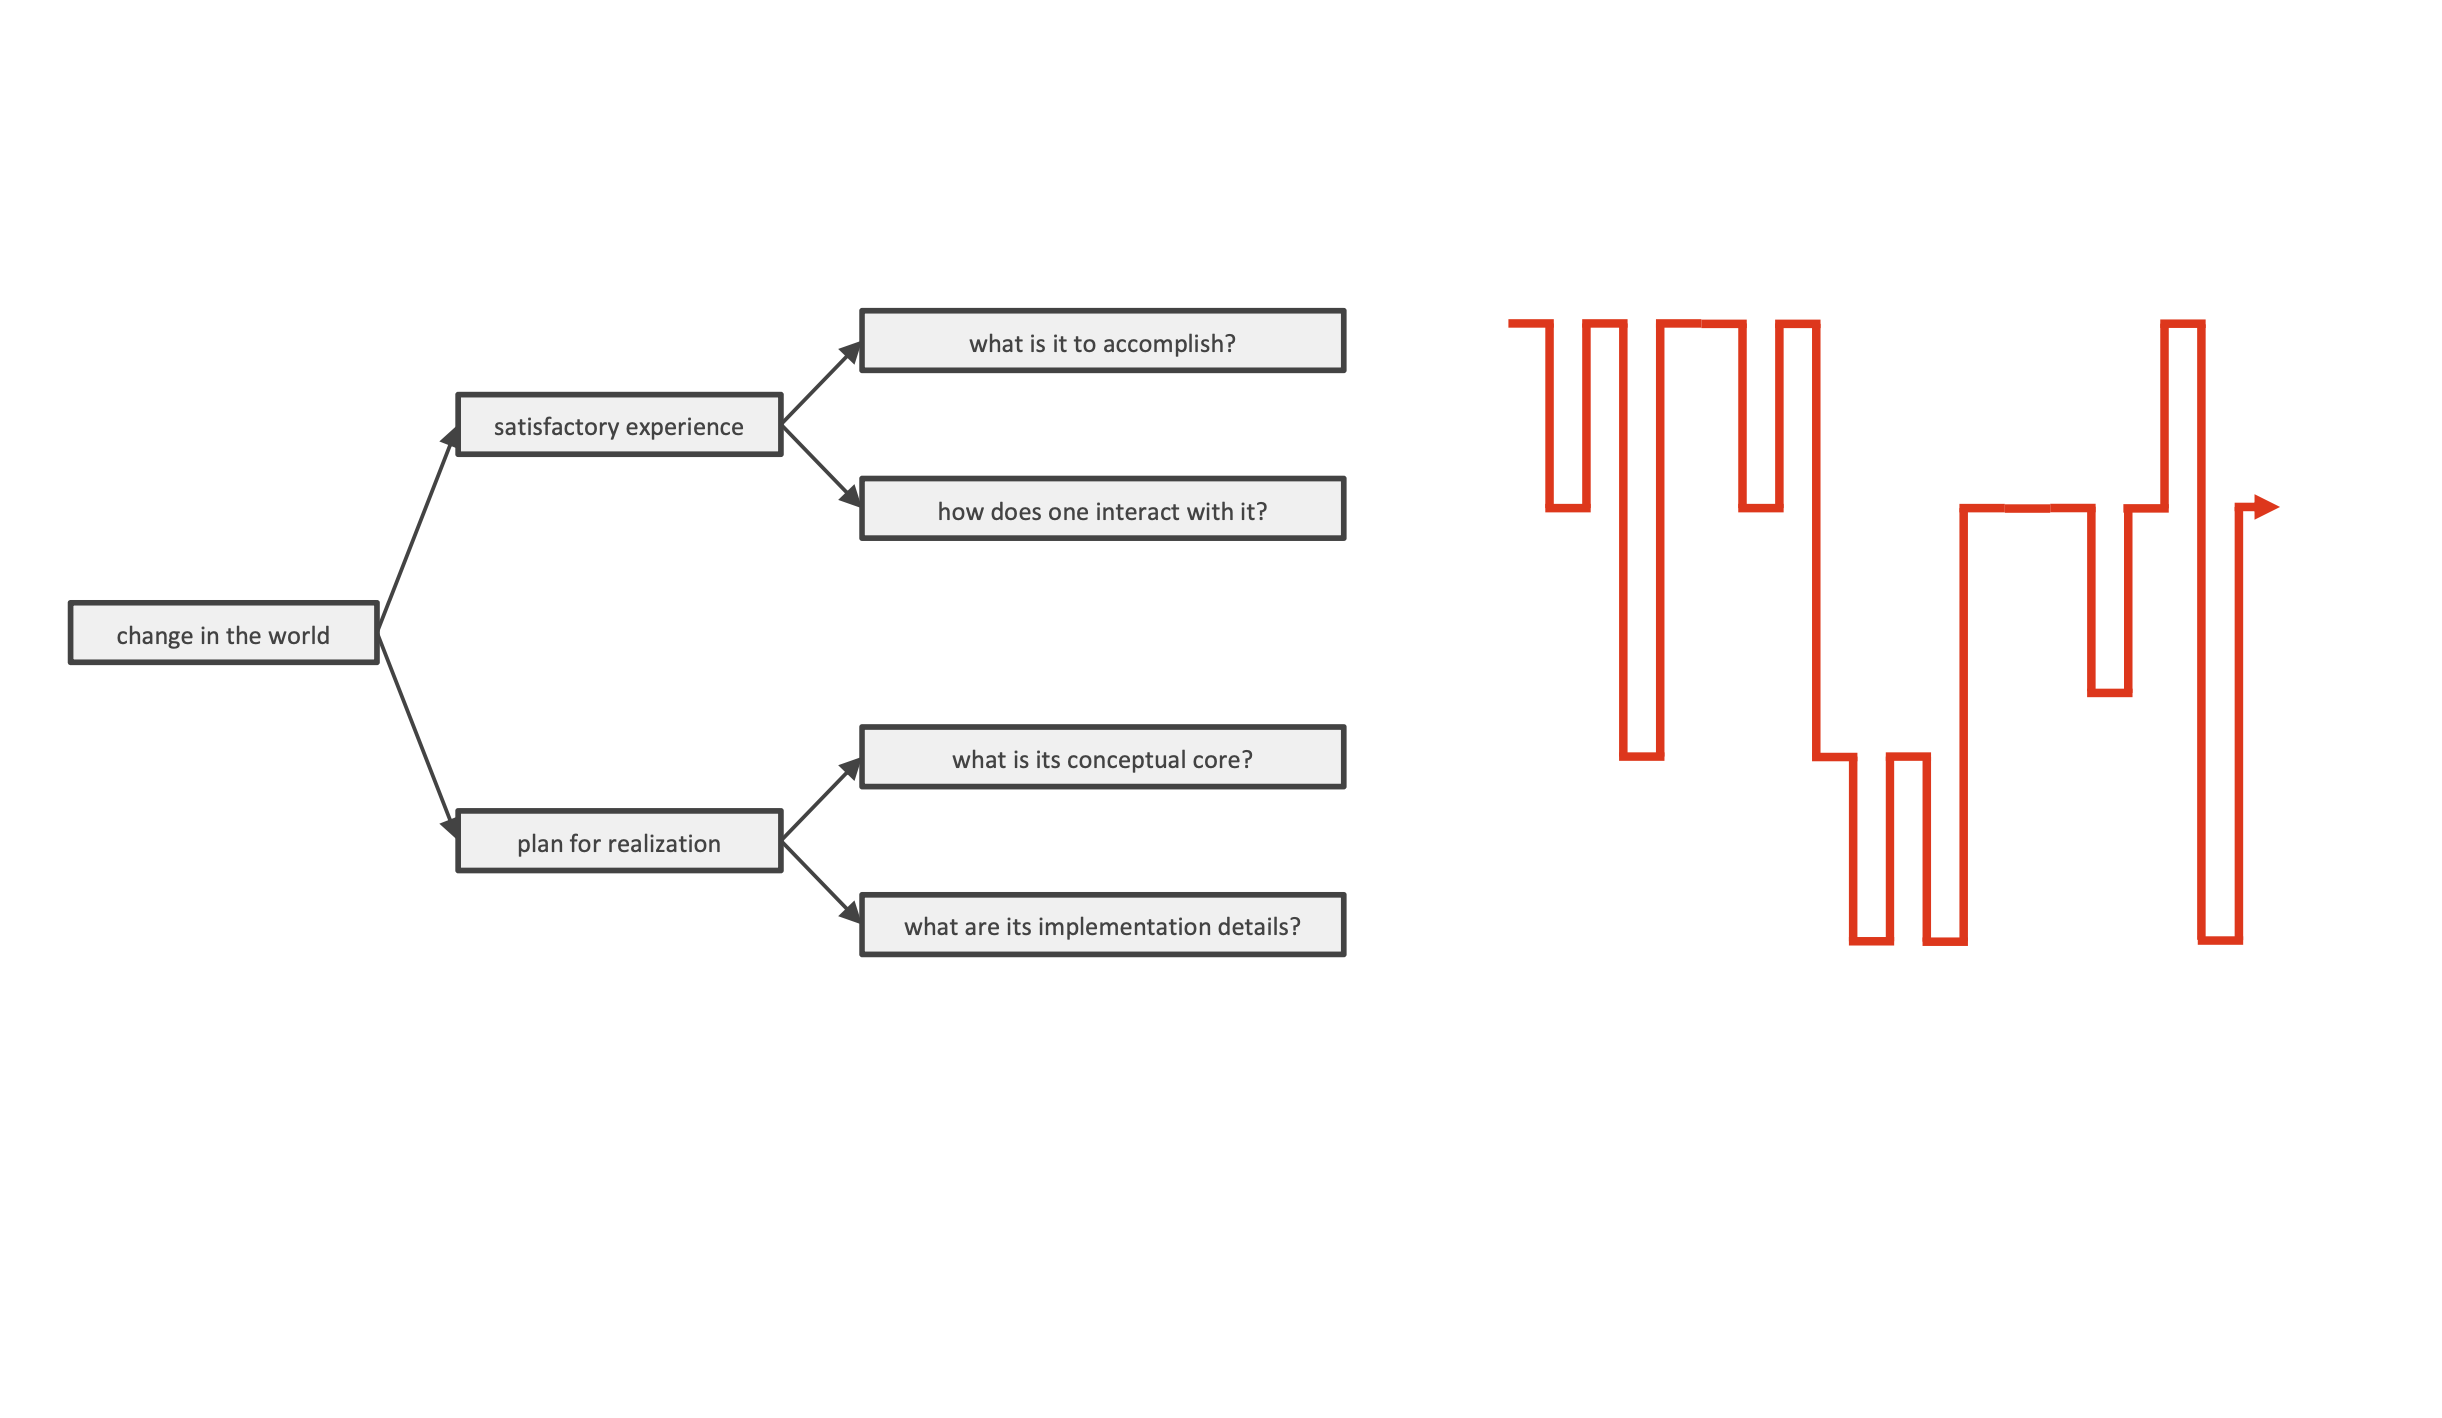 what is it to accomplish?
satisfactory experience
how does one interact with it?
change in the world
what is its conceptual core?
plan for realization
what are its implementation details?